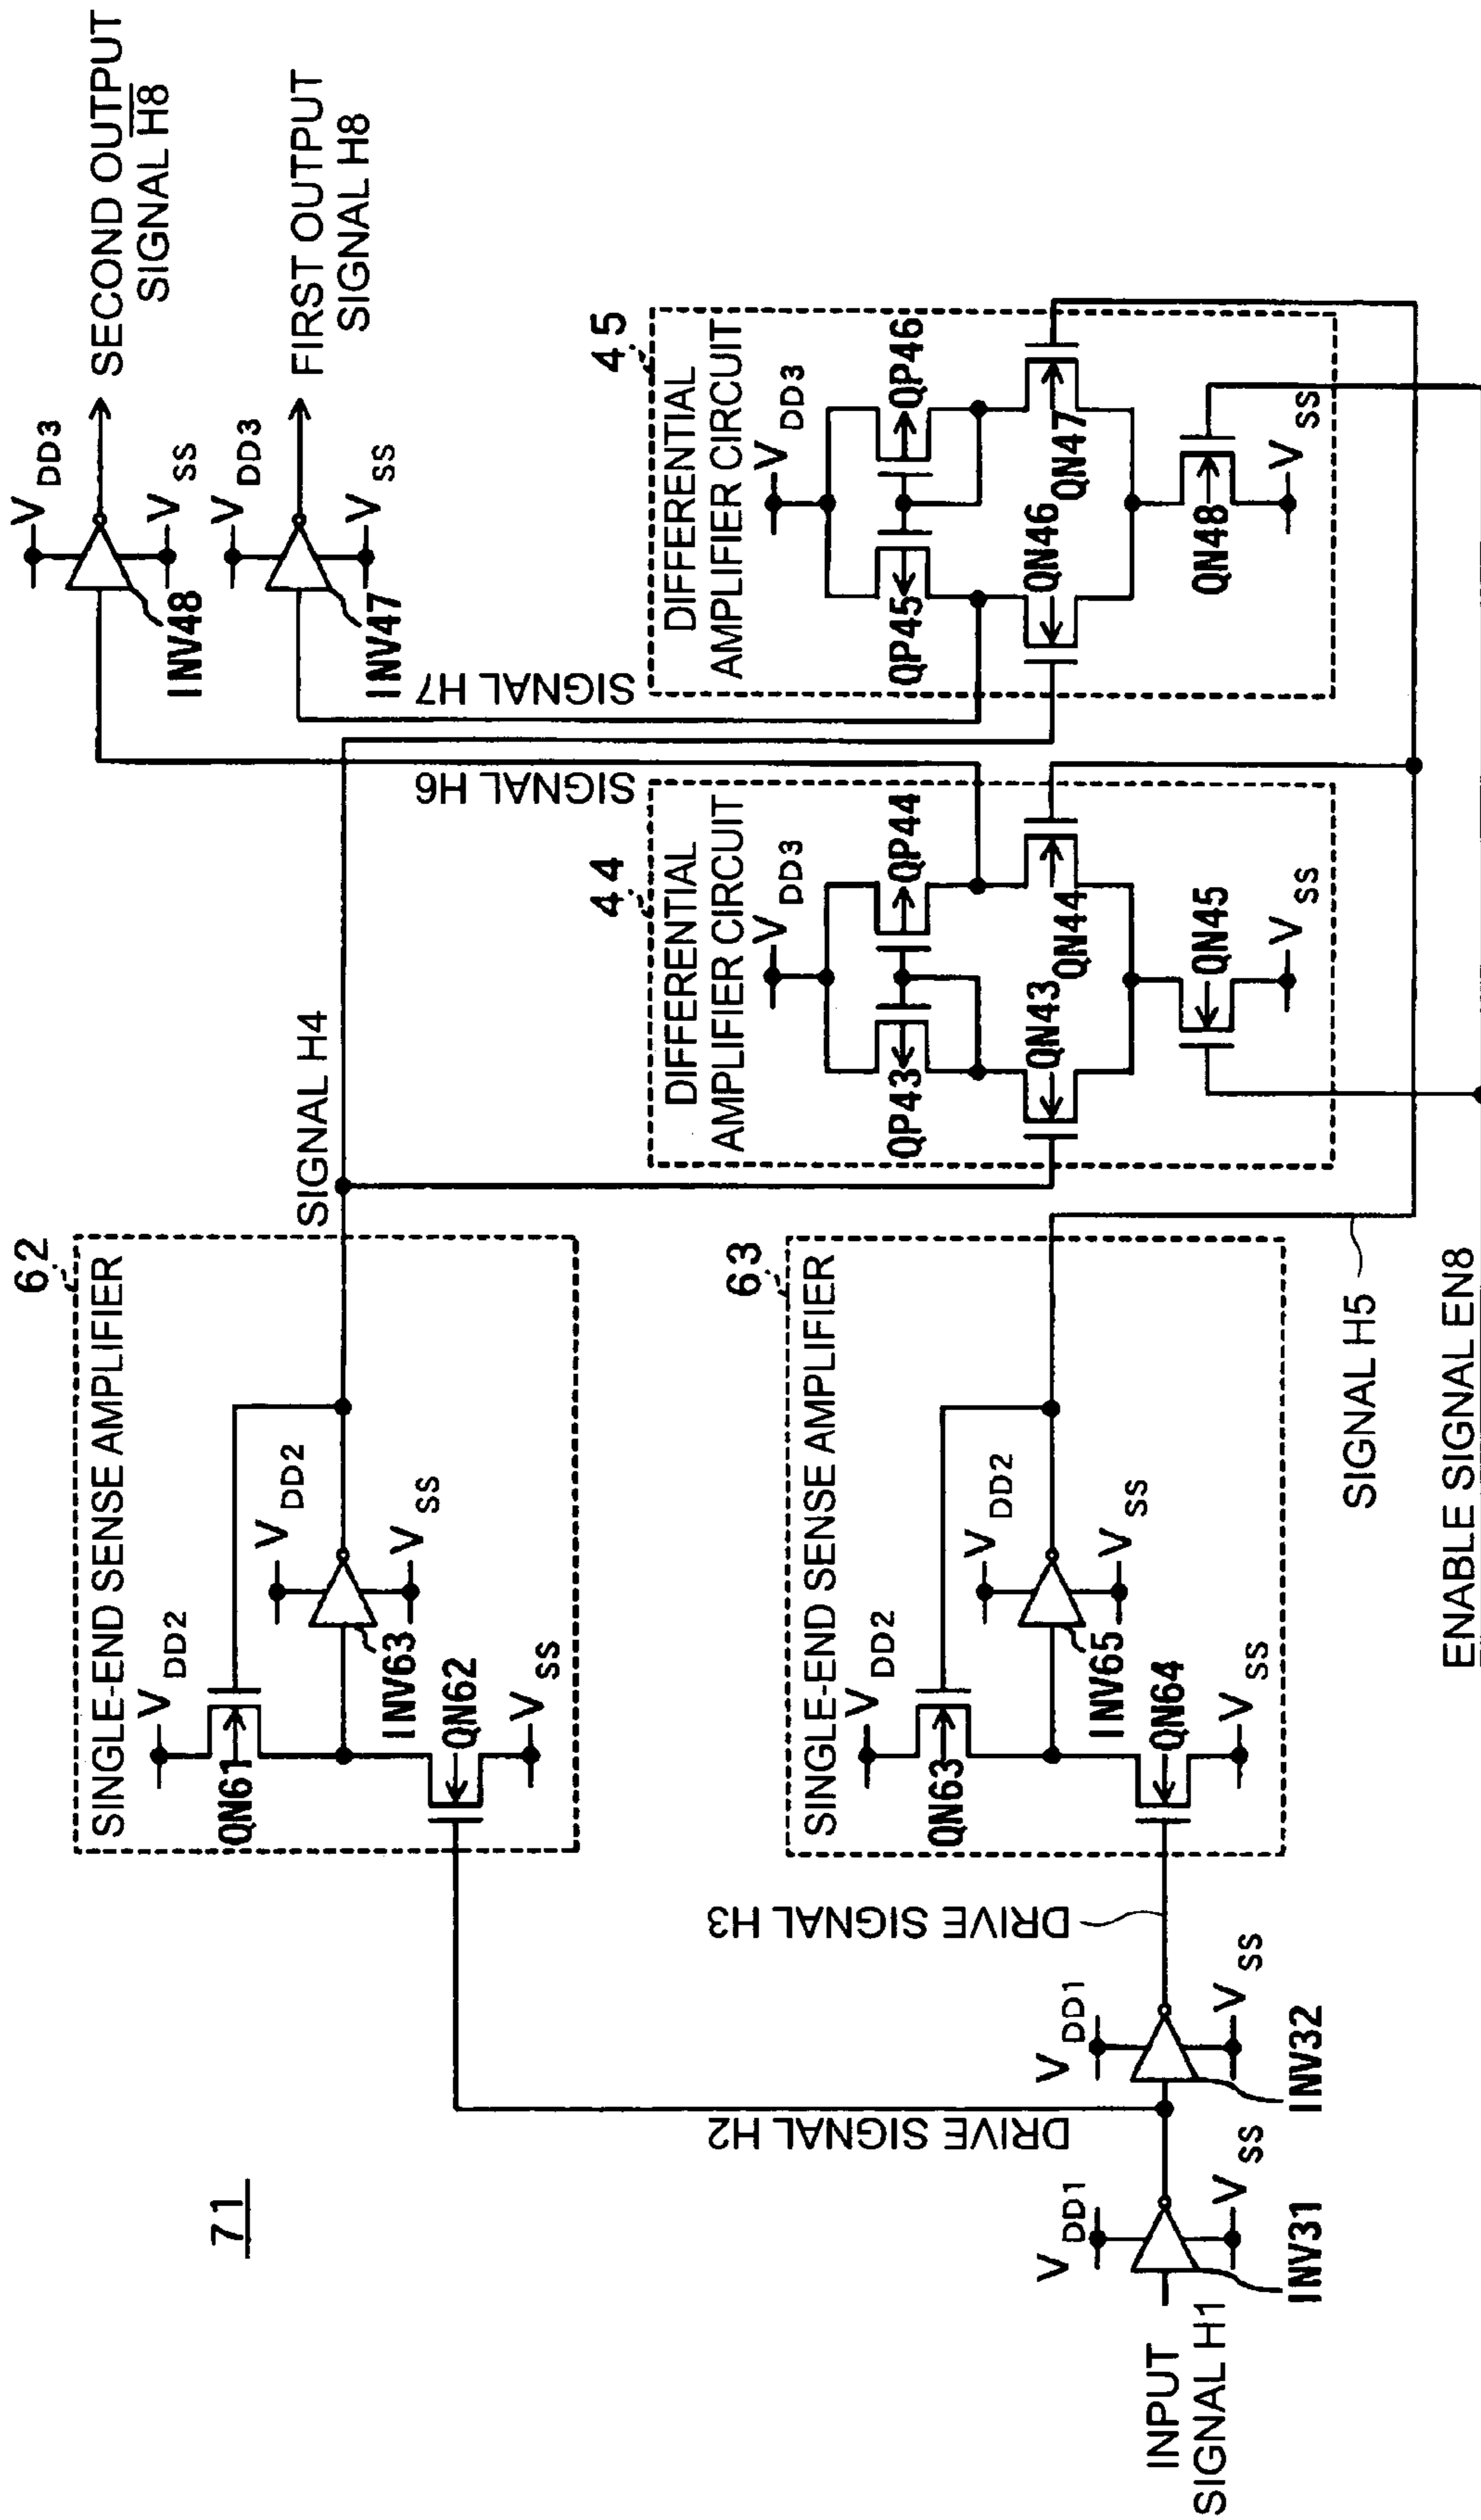 71
INPUT
SIGNAL H1
VDD1
VSS
INV31
DRIVE SIGNAL H2
VDD1
VSS
INV32
DRIVE SIGNAL H3
62
SINGLE-END SENSE AMPLIFIER
VDD2
QN61
VDD2
INV63
VSS
QN62
VSS
SIGNAL H4
63
SINGLE-END SENSE AMPLIFIER
VDD2
QN63
VDD2
INV65
VSS
QN64
VSS
SIGNAL H5
ENABLE SIGNAL EN8
44
DIFFERENTIAL
AMPLIFIER CIRCUIT
VDD3
QP43
QP44
QN43
QN44
QN45
VSS
SIGNAL H6
SIGNAL H7
45
DIFFERENTIAL
AMPLIFIER CIRCUIT
VDD3
QP45
QP46
QN46
QN47
QN48
VSS
VDD3
VSS
INV48
SECOND OUTPUT
SIGNAL H8
VDD3
VSS
INV47
FIRST OUTPUT
SIGNAL H8